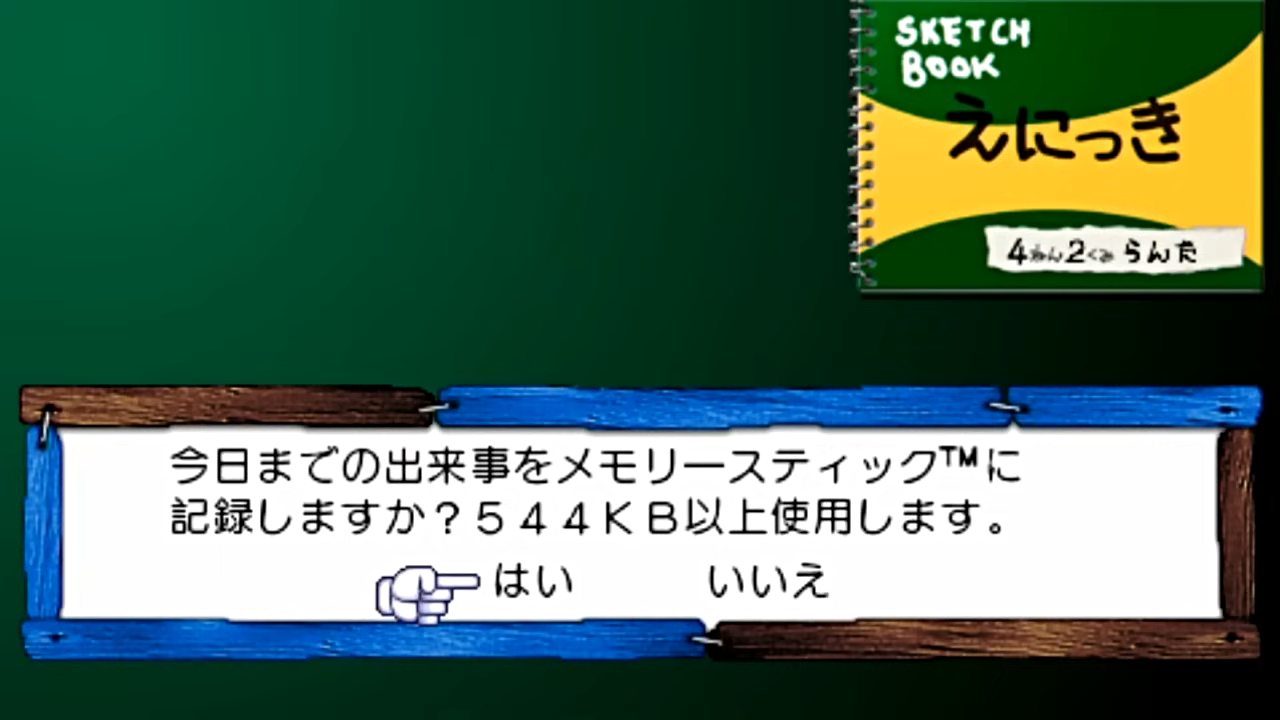 SKETCH
BOOK
えにっき
4ねん2くみ らんた
今日までの出来事をメモリースティック™に
記録しますか？５４４ＫＢ以上使用します。
はい　いいえ